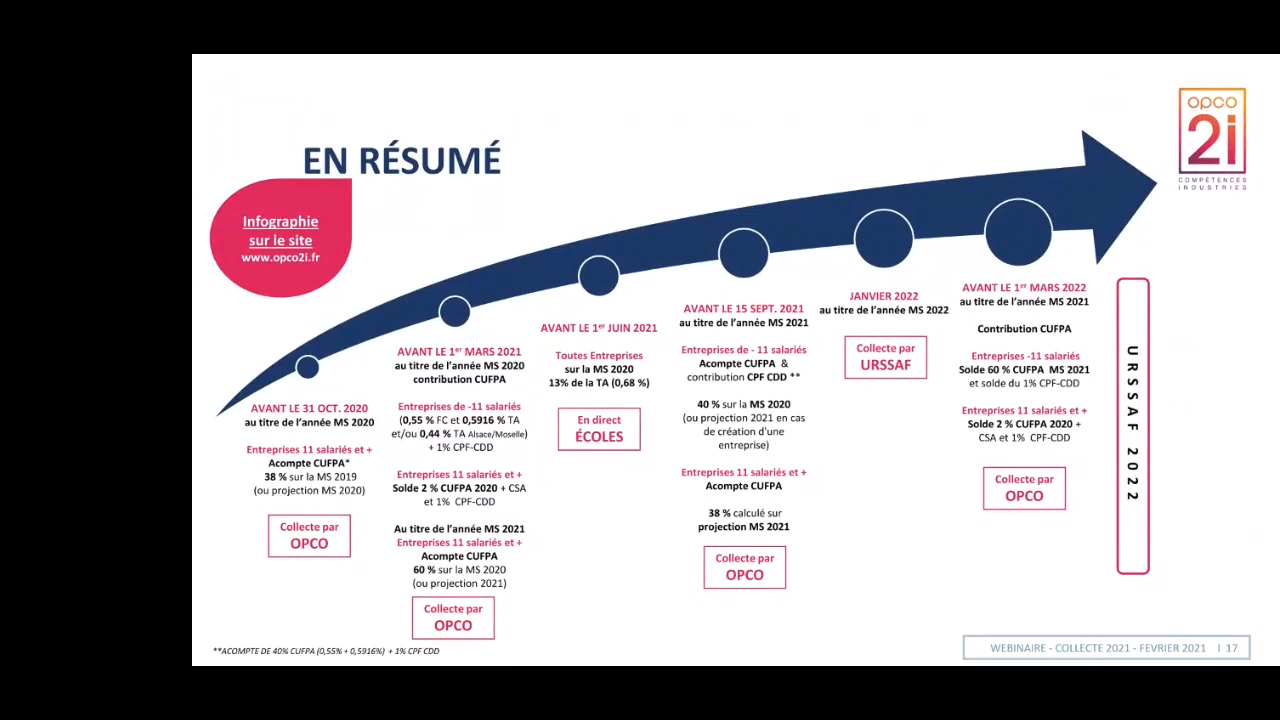 EN RÉSUMÉ
Infographie
sur le site
www.opco2i.fr
opco
2i
COMPÉTENCES
INDUSTRIES
AVANT LE 31 OCT. 2020
au titre de l'année MS 2020
Entreprises 11 salariés et +
Acompte CUFPA*
38 % sur la MS 2019
(ou projection MS 2020)
Collecte par
OPCO
AVANT LE 1er MARS 2021
au titre de l'année MS 2020
contribution CUFPA
Entreprises de -11 salariés
(0,55 % FC et 0,5916 % TA
et/ou 0,44 % TA Alsace/Moselle)
+ 1% CPF-CDD
Entreprises 11 salariés et +
Solde 2 % CUFPA 2020 + CSA
et 1% CPF-CDD
Au titre de l'année MS 2021
Entreprises 11 salariés et +
Acompte CUFPA
60 % sur la MS 2020
(ou projection 2021)
Collecte par
OPCO
AVANT LE 1er JUIN 2021
Toutes Entreprises
sur la MS 2020
13% de la TA (0,68 %)
En direct
ÉCOLES
AVANT LE 15 SEPT. 2021
au titre de l'année MS 2021
Entreprises de - 11 salariés
Acompte CUFPA &
contribution CPF CDD **
40 % sur la MS 2020
(ou projection 2021 en cas
de création d'une
entreprise)
Entreprises 11 salariés et +
Acompte CUFPA
38 % calculé sur
projection MS 2021
Collecte par
OPCO
JANVIER 2022
au titre de l'année MS 2022
Collecte par
URSSAF
AVANT LE 1er MARS 2022
au titre de l'année MS 2021
Contribution CUFPA
Entreprises -11 salariés
Solde 60 % CUFPA MS 2021
et solde du 1% CPF-CDD
Entreprises 11 salariés et +
Solde 2 % CUFPA 2020 +
CSA et 1% CPF-CDD
Collecte par
OPCO
URSSAF 2022
**ACOMPTE DE 40% CUFPA (0,55% + 0,5916%) + 1% CPF CDD
WEBINAIRE - COLLECTE 2021 - FEVRIER 2021 I 17